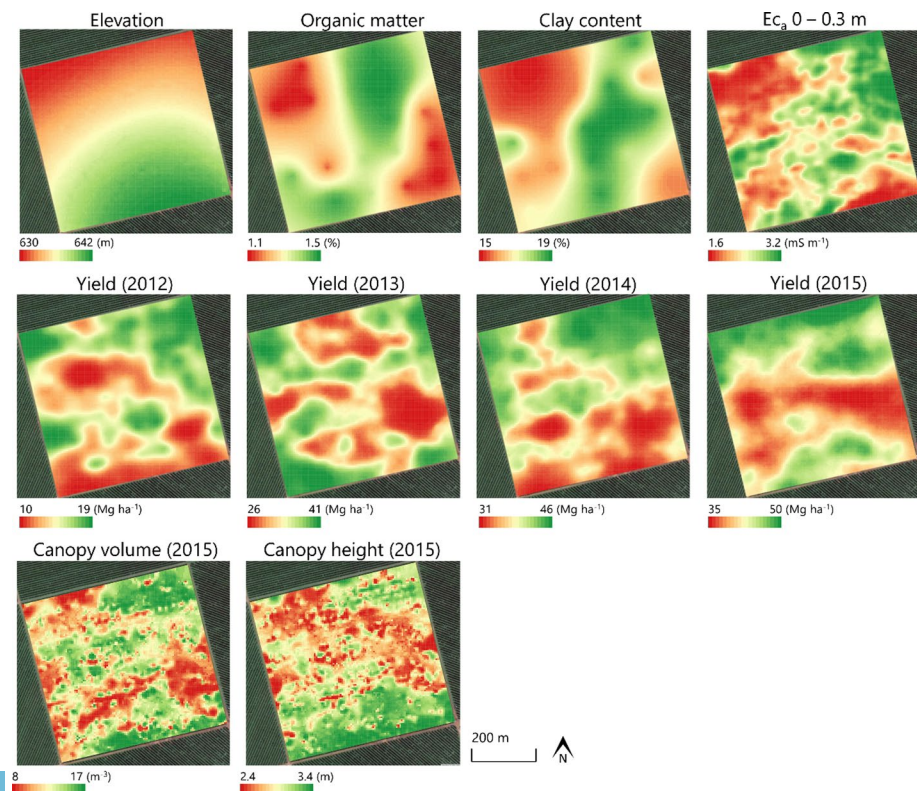 Elevation
Organic matter
Clay content
Ecₐ 0 – 0.3 m
630 642 (m)
1.1 1.5 (%)
15 19 (%)
1.6 3.2 (mS m⁻¹)
Yield (2012)
Yield (2013)
Yield (2014)
Yield (2015)
10 19 (Mg ha⁻¹)
26 41 (Mg ha⁻¹)
31 46 (Mg ha⁻¹)
35 50 (Mg ha⁻¹)
Canopy volume (2015)
Canopy height (2015)
200 m
N
8 17 (m⁻³)
2.4 3.4 (m)